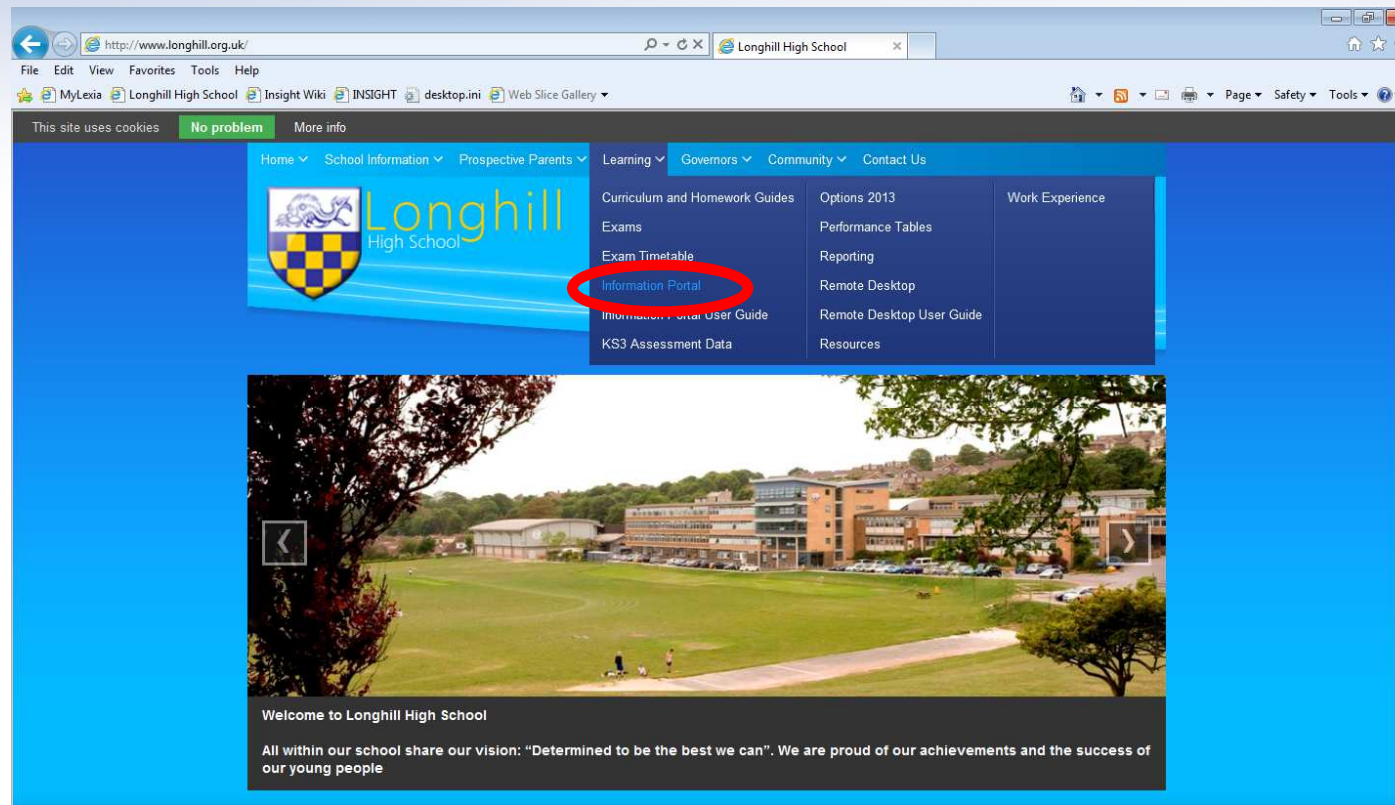 http://www.longhill.org.uk/
Longhill High School
File Edit View Favorites Tools Help
MyLexia Longhill High School Insight Wiki INSIGHT desktop.ini Web Slice Gallery
Page Safety Tools
This site uses cookies No problem More info
Home School Information Prospective Parents Learning Governors Community Contact Us
Longhill
High School
Curriculum and Homework Guides Options 2013 Work Experience
Exams Performance Tables
Exam Timetable Reporting
Information Portal Remote Desktop
Information Portal User Guide Remote Desktop User Guide
KS3 Assessment Data Resources
Welcome to Longhill High School
All within our school share our vision: “Determined to be the best we can”. We are proud of our achievements and the success of
our young people